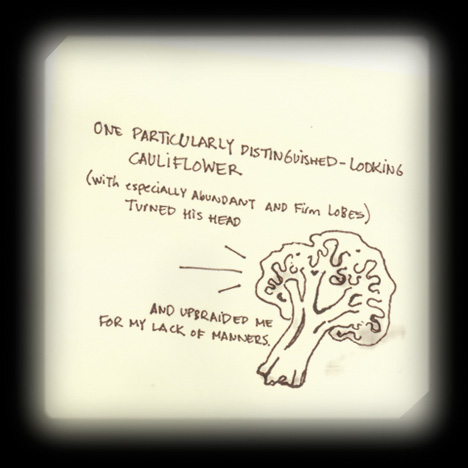 ONE PARTICULARLY DISTINGUISHED-LOOKING
CAULIFLOWER
(with especially ABUNDANT AND Firm LOBES)
TURNED HIS HEAD
AND UPBRAIDED ME
FOR MY LACK OF MANNERS.